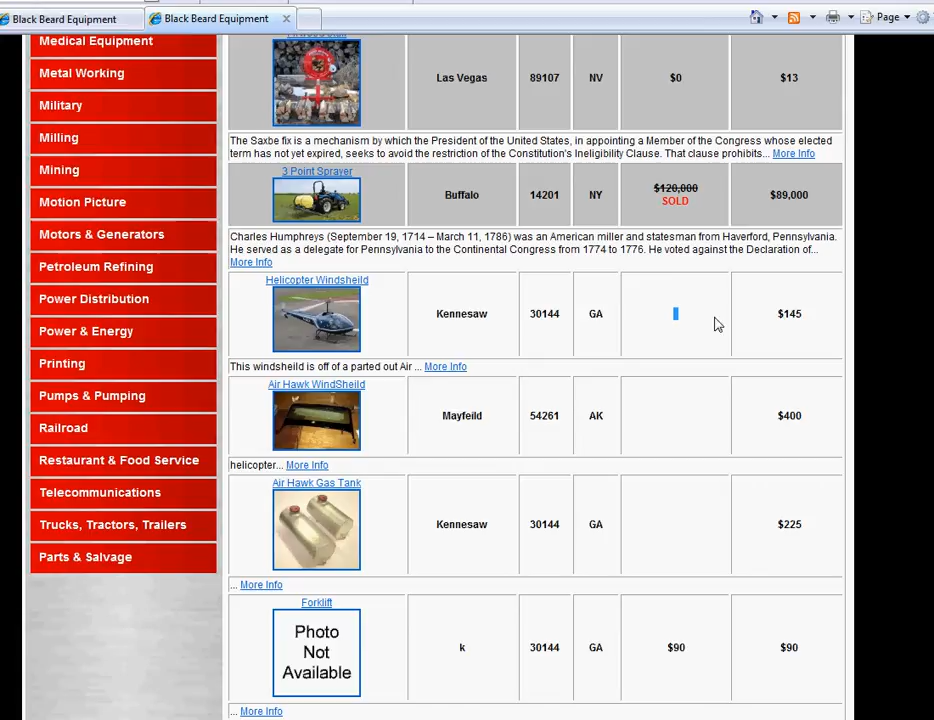 Black Beard Equipment
Black Beard Equipment
Page
Medical Equipment
Metal Working
Military
Milling
Mining
Motion Picture
Motors & Generators
Petroleum Refining
Power Distribution
Power & Energy
Printing
Pumps & Pumping
Railroad
Restaurant & Food Service
Telecommunications
Trucks, Tractors, Trailers
Parts & Salvage
Las Vegas 89107 NV $0 $13
The Saxbe fix is a mechanism by which the President of the United States, in appointing a Member of the Congress whose elected
term has not yet expired, seeks to avoid the restriction of the Constitution's Ineligibility Clause. That clause prohibits... More Info
3 Point Sprayer
Buffalo 14201 NY $120,000 $89,000
SOLD
Charles Humphreys (September 19, 1714 – March 11, 1786) was an American miller and statesman from Haverford, Pennsylvania.
He served as a delegate for Pennsylvania to the Continental Congress from 1774 to 1776. He voted against the Declaration of...
More Info
Helicopter Windsheild
Kennesaw 30144 GA $145
This windsheild is off of a parted out Air ... More Info
Air Hawk WindSheild
Mayfeild 54261 AK $400
helicopter... More Info
Air Hawk Gas Tank
Kennesaw 30144 GA $225
... More Info
Forklift
Photo
Not
Available
k 30144 GA $90 $90
... More Info